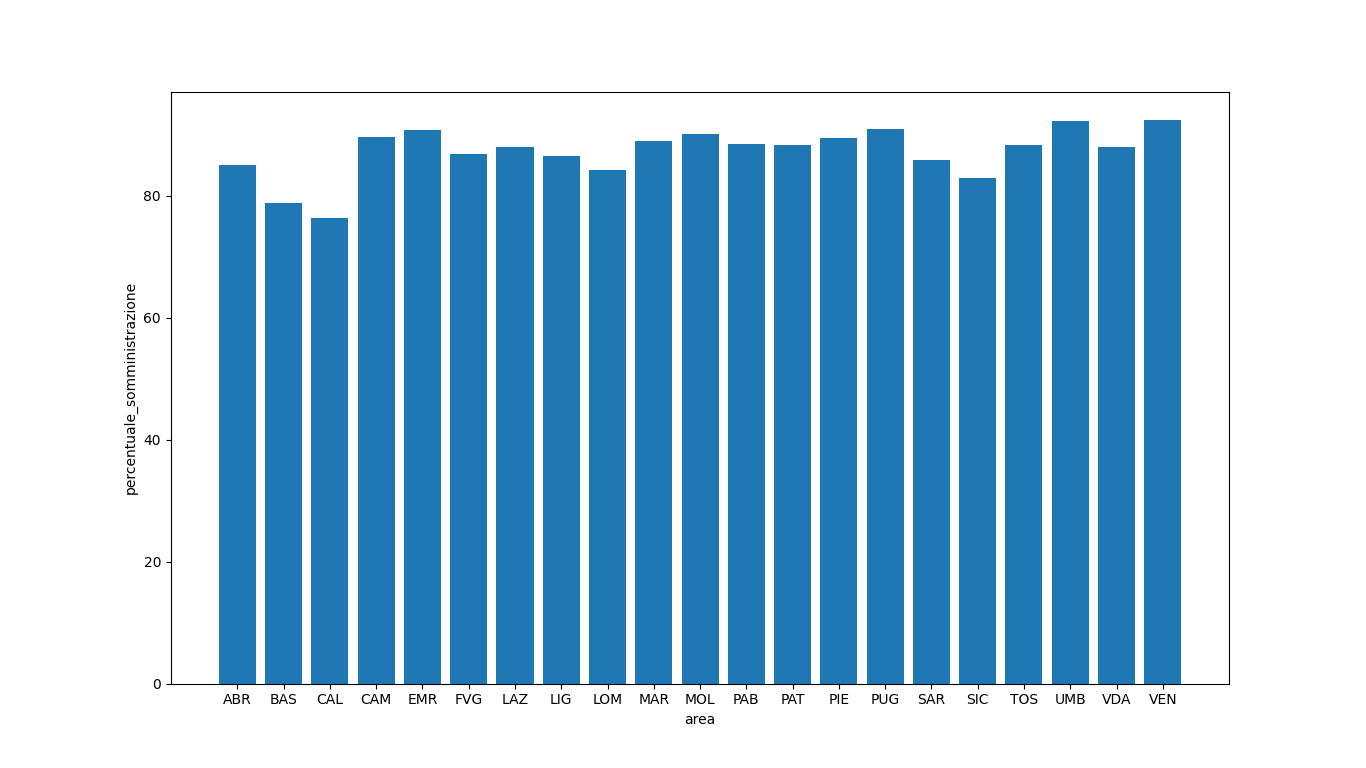 percentuale_somministrazione
80
60
40
20
0
ABR BAS CAL CAM EMR FVG LAZ LIG LOM MAR MOL PAB PAT PIE PUG SAR SIC TOS UMB VDA VEN
area